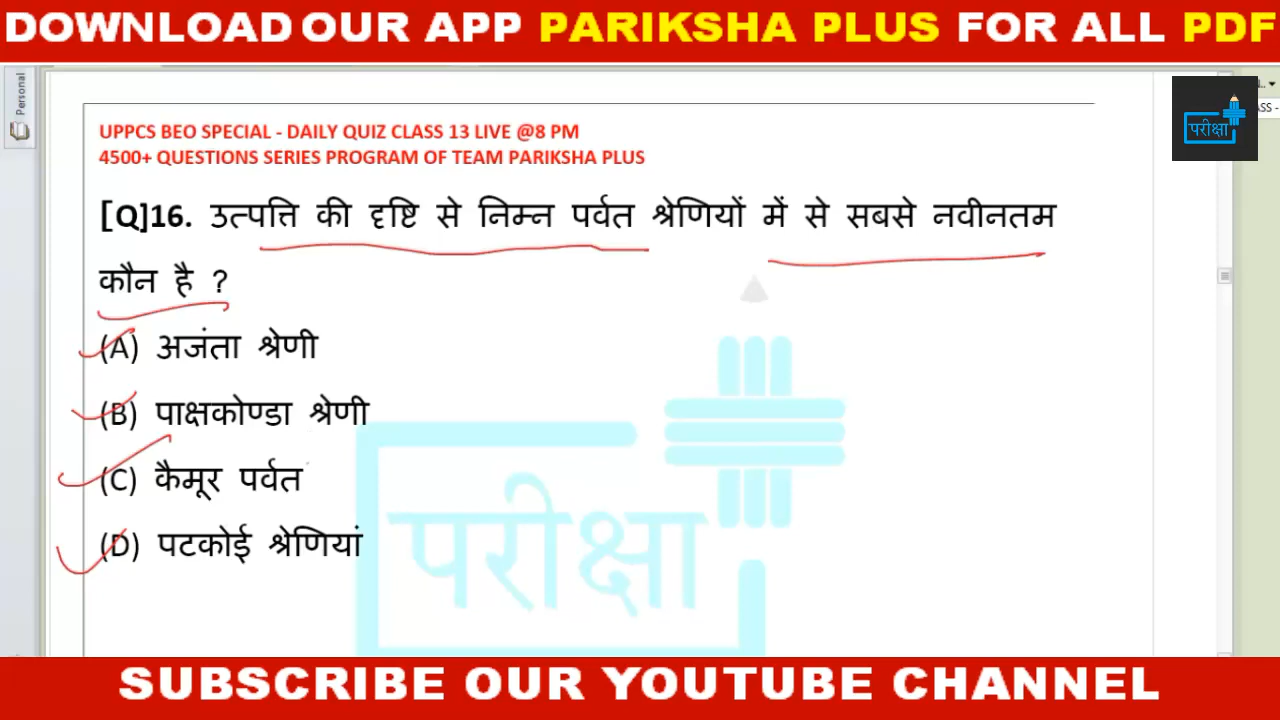 DOWNLOAD OUR APP PARIKSHA PLUS FOR ALL PDF
Personal
UPPCS BEO SPECIAL - DAILY QUIZ CLASS 13 LIVE @8 PM
4500+ QUESTIONS SERIES PROGRAM OF TEAM PARIKSHA PLUS
परीक्षा
[Q]16. उत्पत्ति की दृष्टि से निम्न पर्वत श्रेणियों में से सबसे नवीनतम
कौन है ?
(A) अजंता श्रेणी
(B) पाक्षकोण्डा श्रेणी
(C) कैमूर पर्वत
(D) पटकोई श्रेणियां
परीक्षा
SUBSCRIBE OUR YOUTUBE CHANNEL